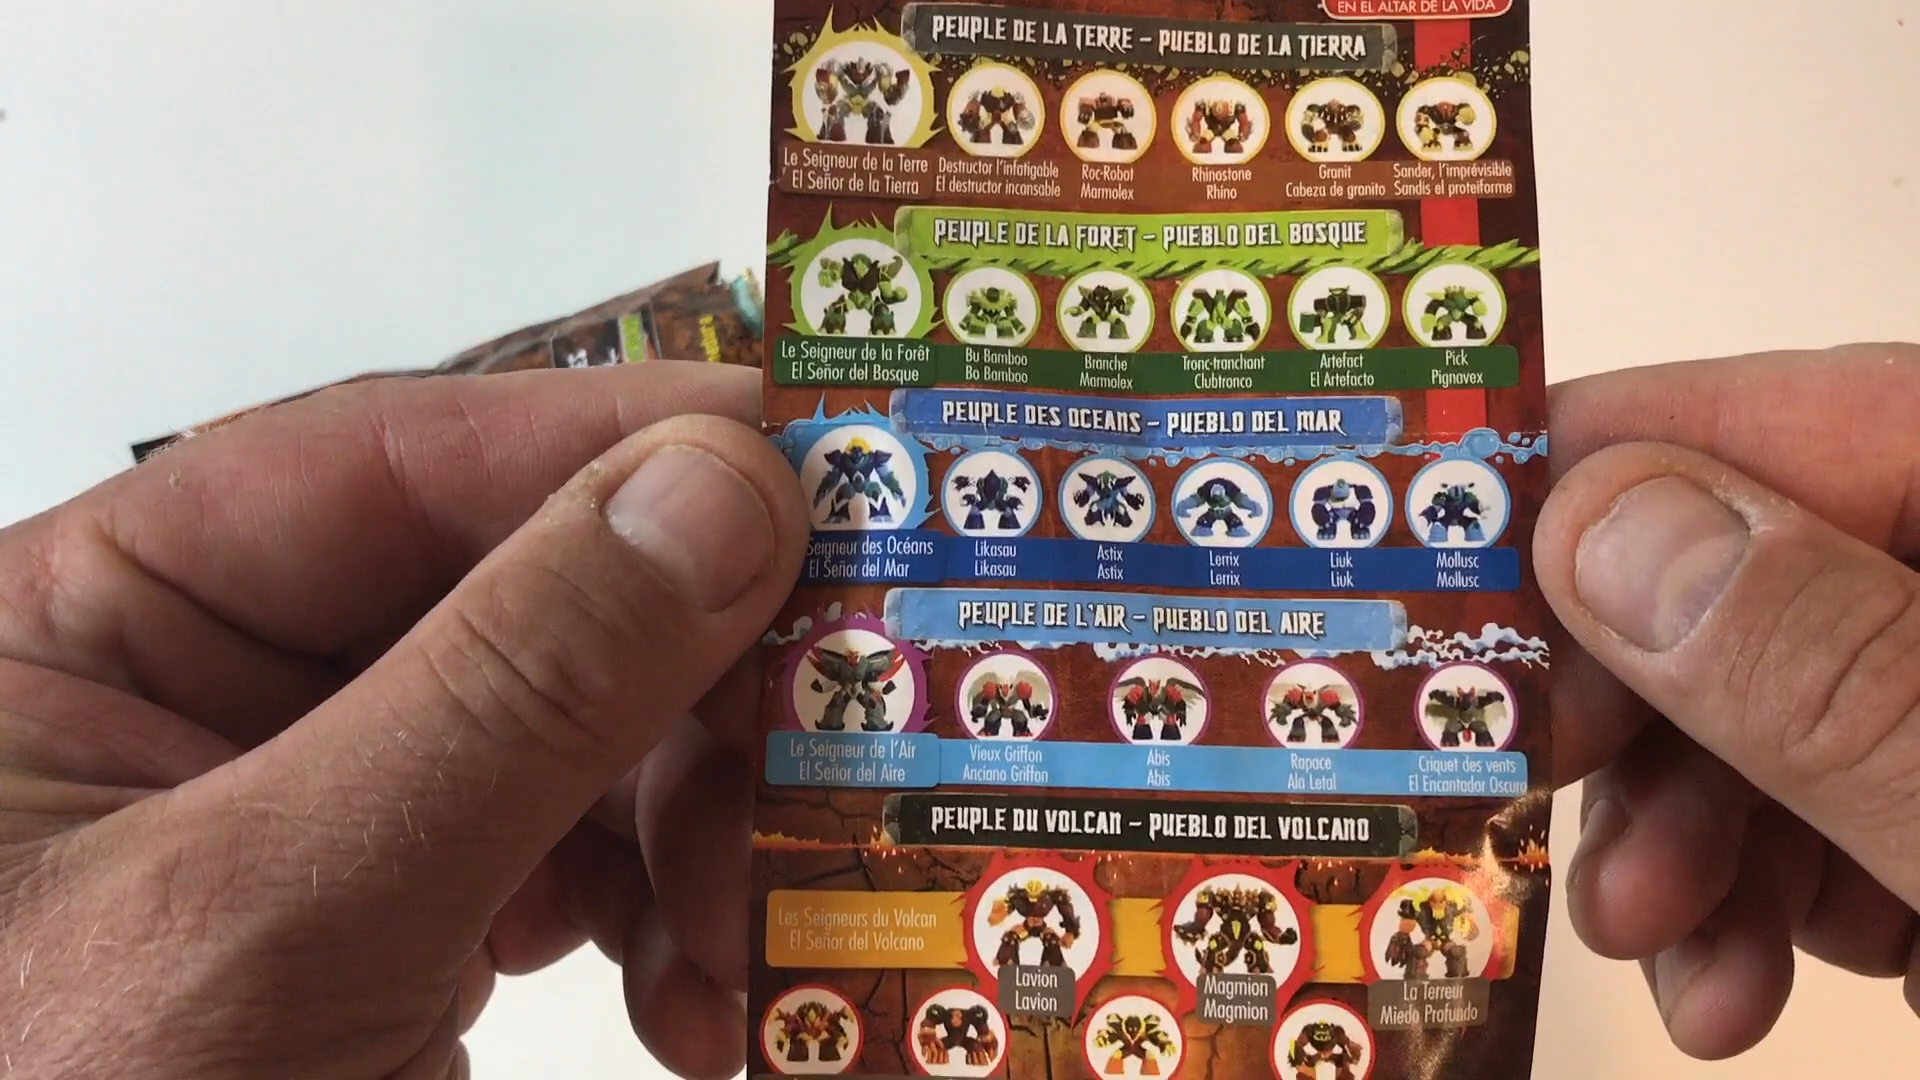 EN EL ALTAR DE LA VIDA
PEUPLE DE LA TERRE – PUEBLO DE LA TIERRA
Le Seigneur de la Terre
El Señor de la Tierra
Destructor l'infatigable
El destructor incansable
Roc-Robot
Marmolex
Rhinostone
Rhino
Granit
Cabeza de granito
Sander, l'imprévisible
Sandis el proteiforme
PEUPLE DE LA FORET – PUEBLO DEL BOSQUE
Le Seigneur de la Forêt
El Señor del Bosque
Bu Bamboo
Bo Bamboo
Branche
Marmolex
Tronc-tranchant
Clubtronco
Artefact
El Artefacto
Pick
Pignavex
PEUPLE DES OCEANS – PUEBLO DEL MAR
Seigneur des Océans
El Señor del Mar
Likasau
Likasau
Astix
Astix
Lerrix
Lerrix
Liuk
Liuk
Mollusc
Mollusc
PEUPLE DE L'AIR – PUEBLO DEL AIRE
Le Seigneur de l'Air
El Señor del Aire
Vieux Griffon
Anciano Griffon
Abis
Abis
Rapace
Ala Letal
Criquet des vents
El Encantador Oscuro
PEUPLE DU VOLCAN – PUEBLO DEL VOLCANO
Les Seigneurs du Volcan
El Señor del Volcano
Lavion
Lavion
Magmion
Magmion
La Terreur
Miedo Profundo